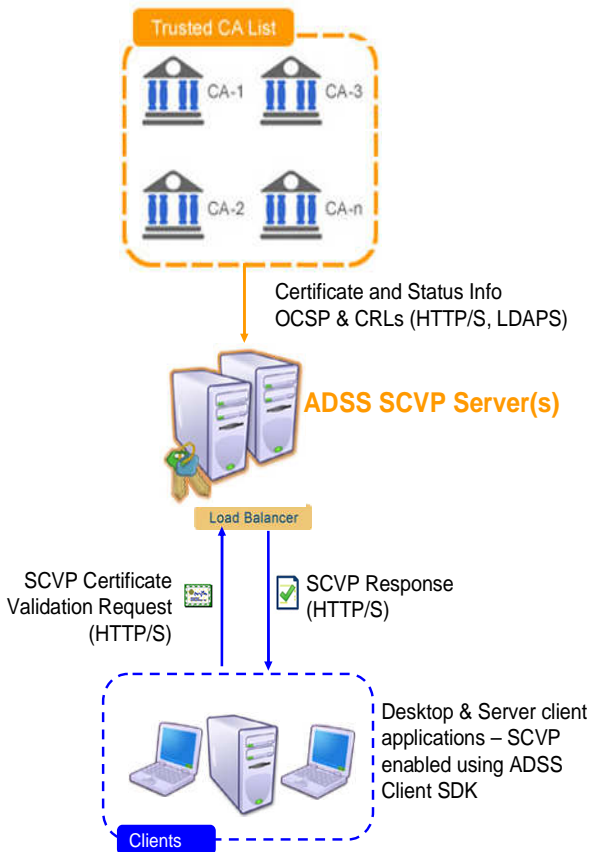 Trusted CA List
CA-1
CA-3
CA-2
CA-n
Certificate and Status Info
OCSP & CRLs (HTTP/S, LDAPS)
ADSS SCVP Server(s)
Load Balancer
SCVP Certificate
Validation Request
(HTTP/S)
SCVP Response
(HTTP/S)
Desktop & Server client
applications – SCVP
enabled using ADSS
Client SDK
Clients